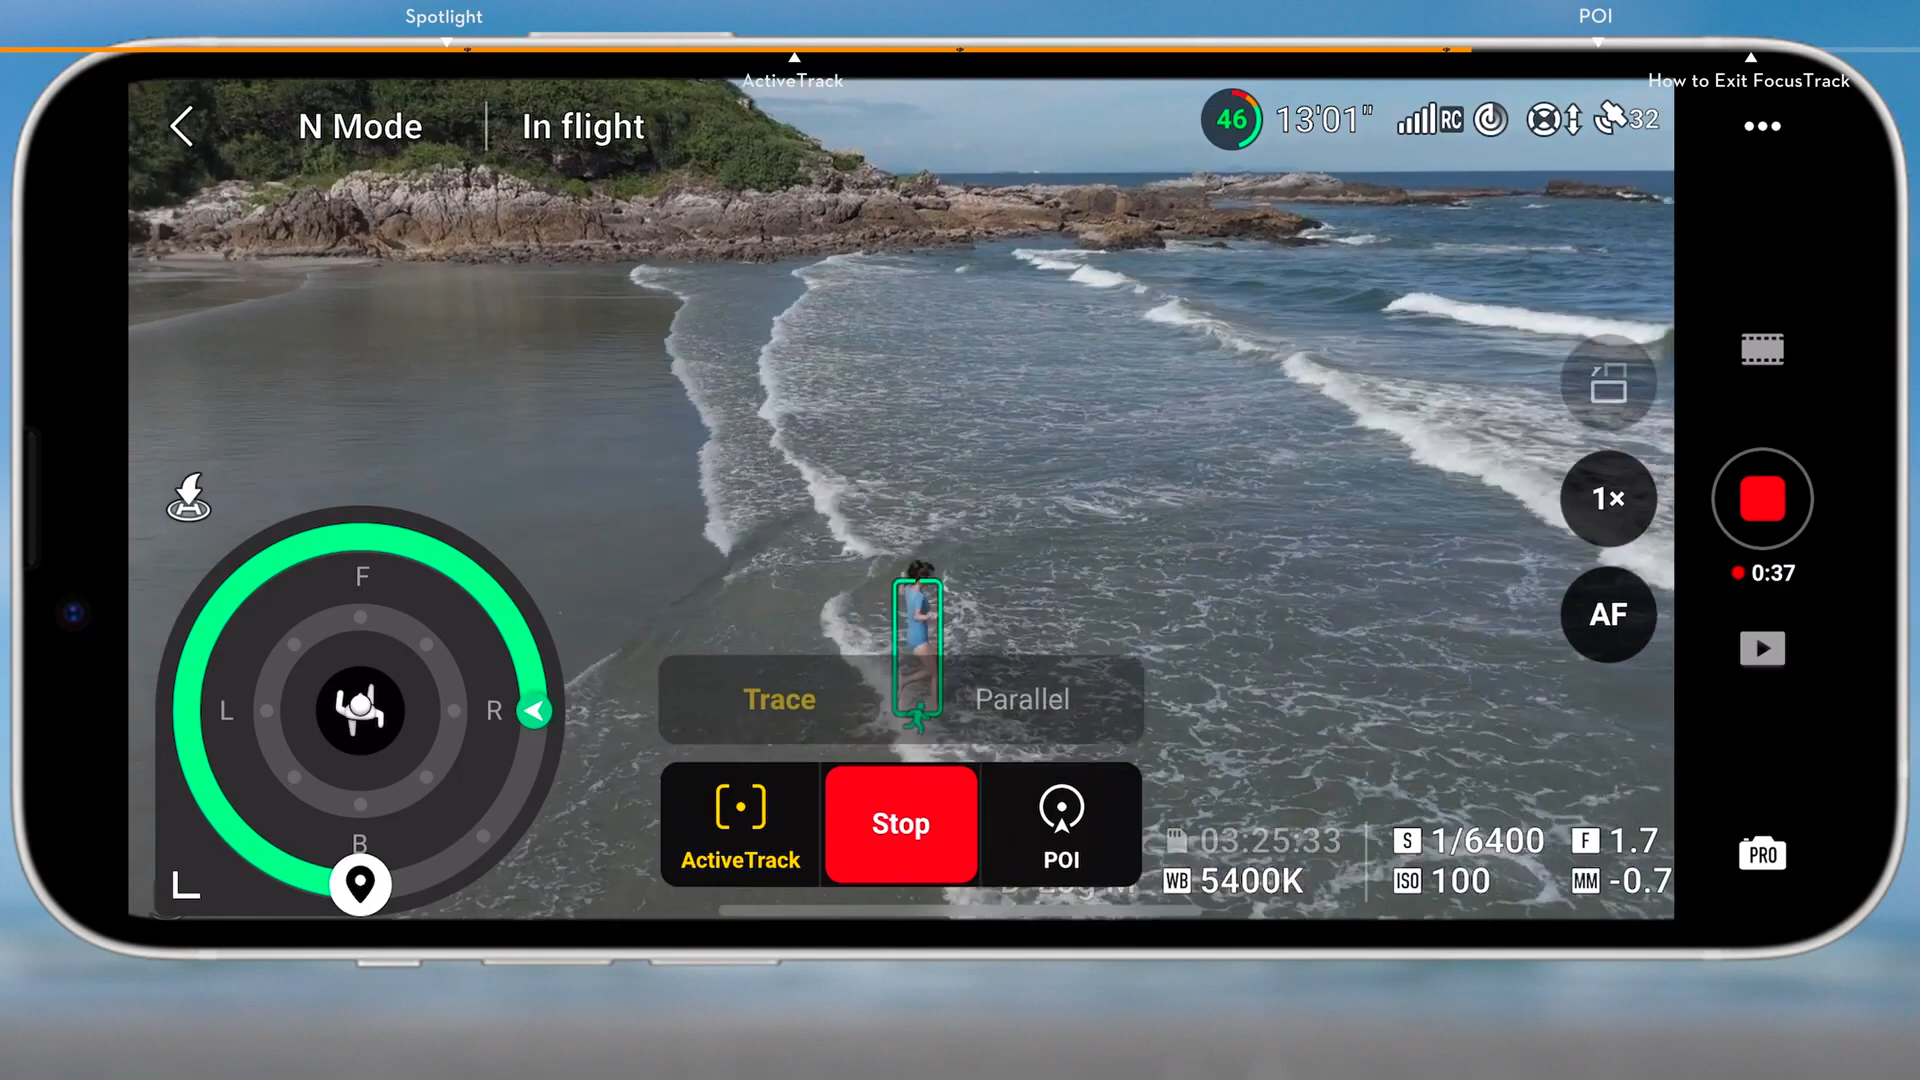 Spotlight
POI
ActiveTrack
How to Exit FocusTrack
N Mode
In flight
46
13'01"
RC
32
1×
0:37
AF
F
L
R
B
Trace
Parallel
ActiveTrack
Stop
POI
03:25:33
S 1/6400
F 1.7
WB 5400K
ISO 100
MM -0.7
PRO